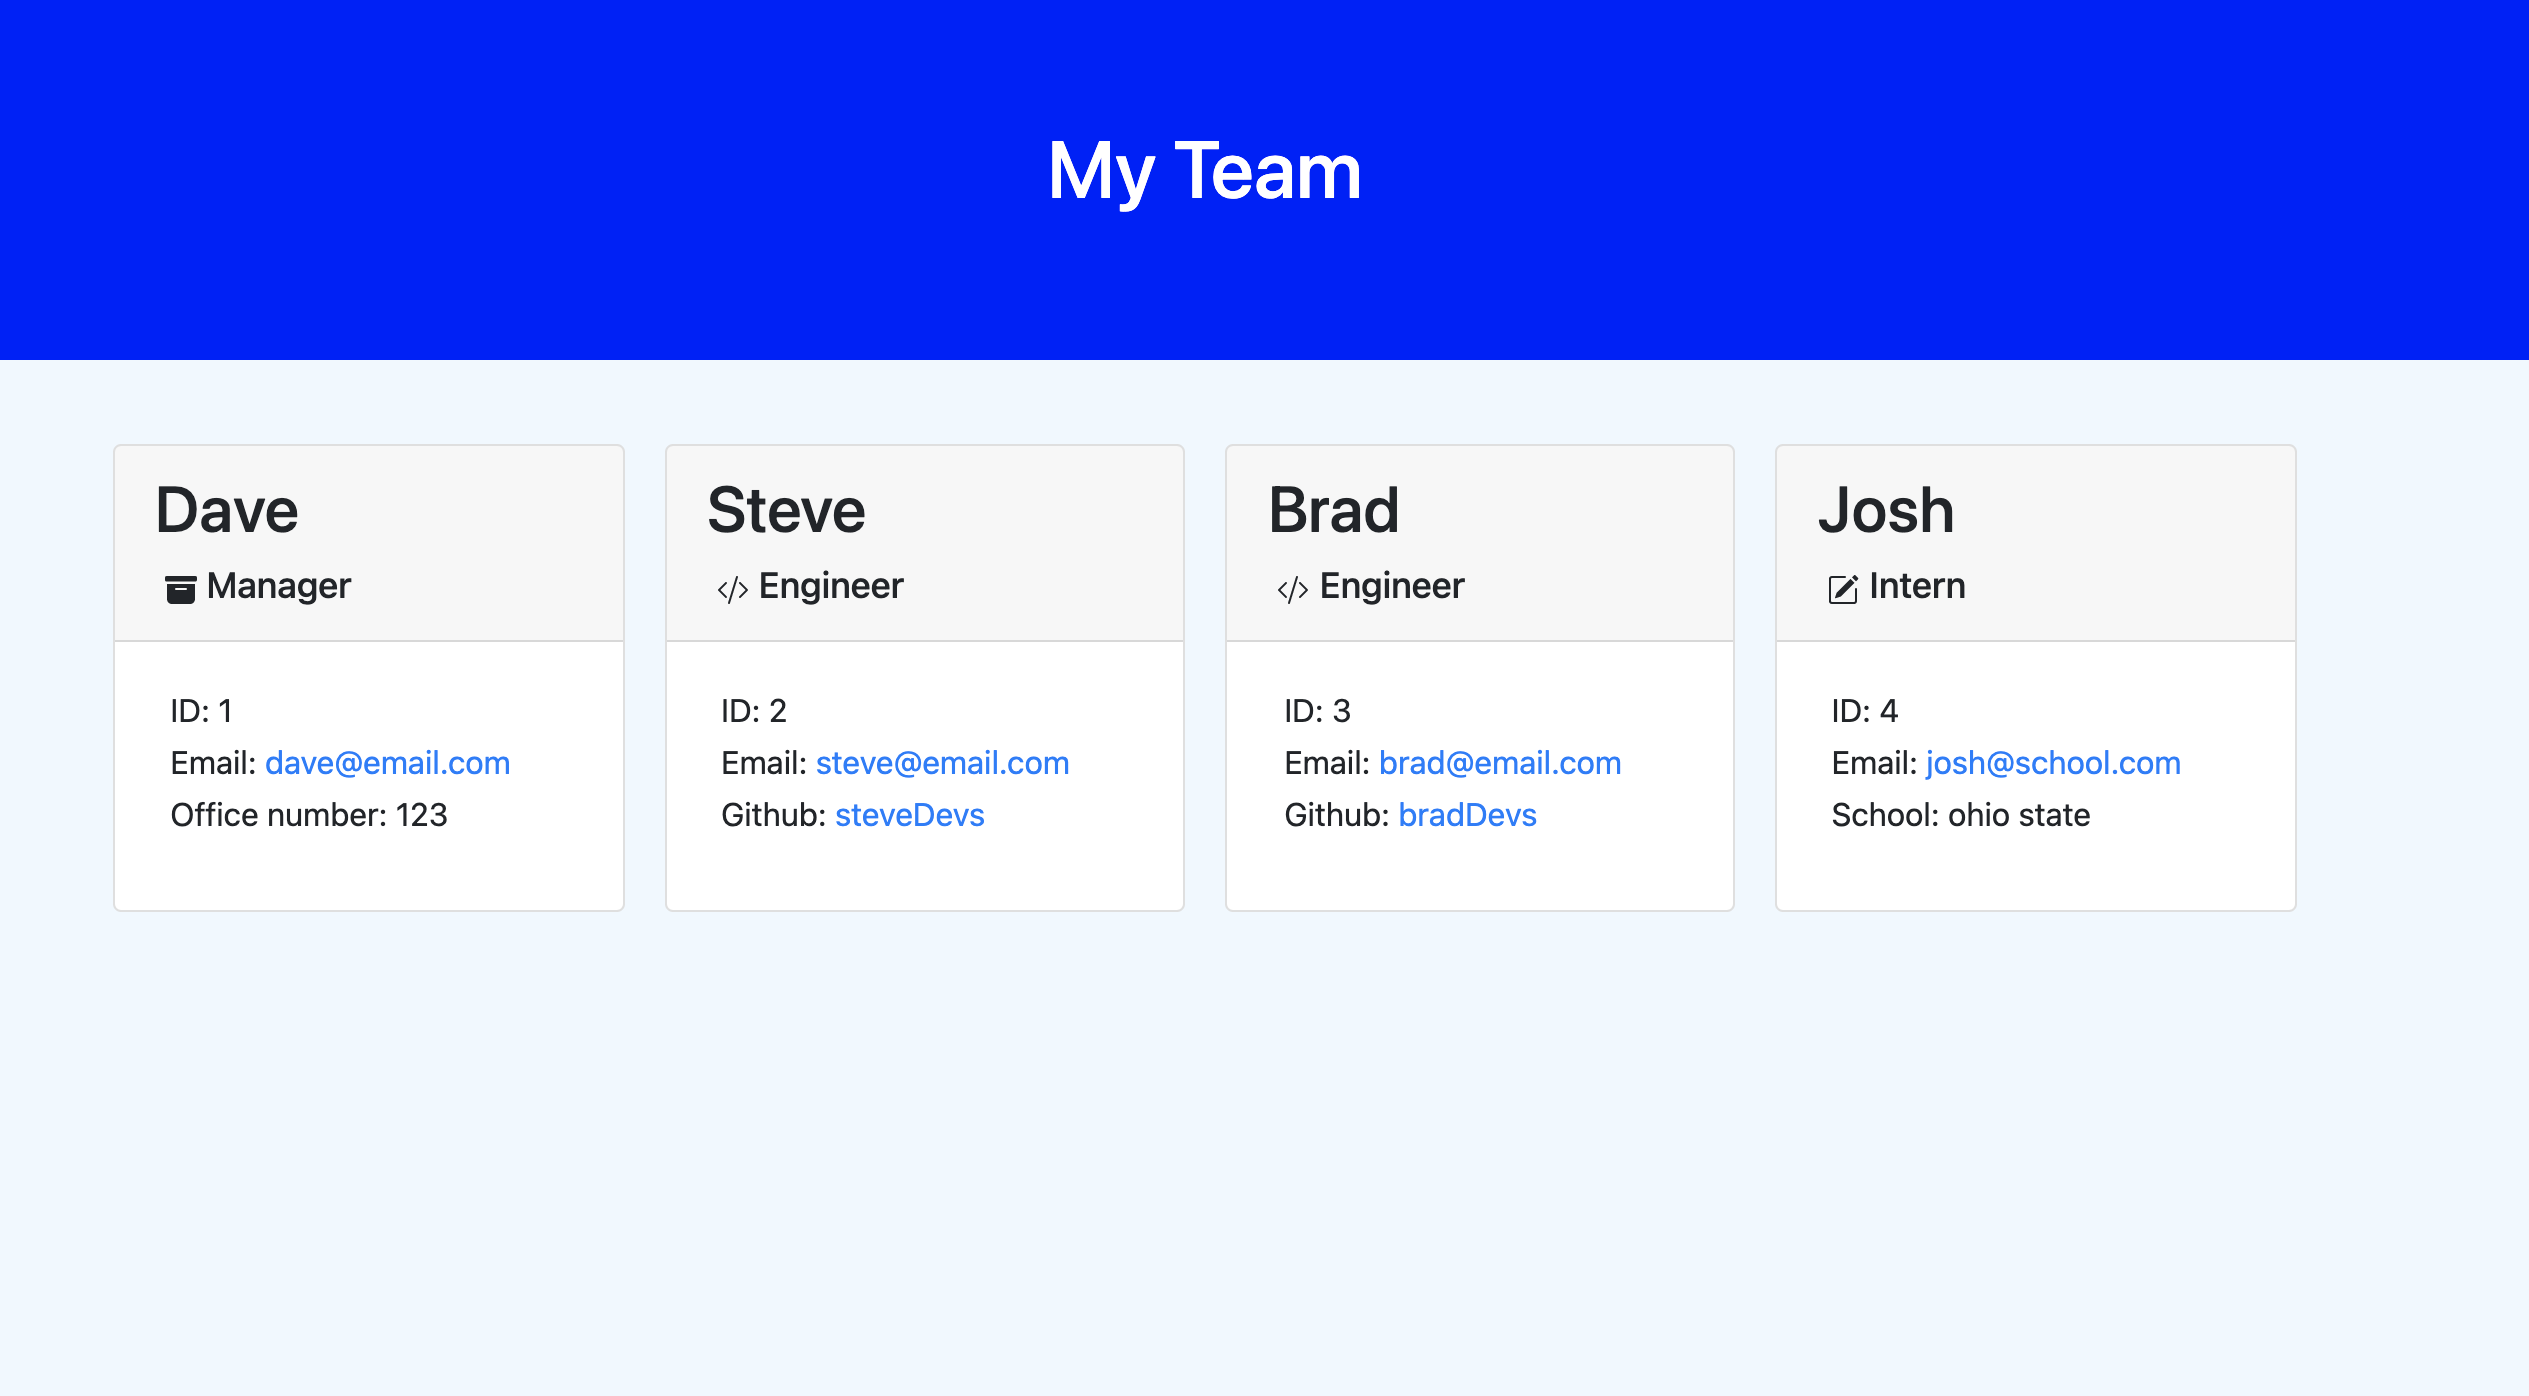 My Team
Dave
Manager
ID: 1
Email: dave@email.com
Office number: 123
Steve
Engineer
ID: 2
Email: steve@email.com
Github: steveDevs
Brad
Engineer
ID: 3
Email: brad@email.com
Github: bradDevs
Josh
Intern
ID: 4
Email: josh@school.com
School: ohio state